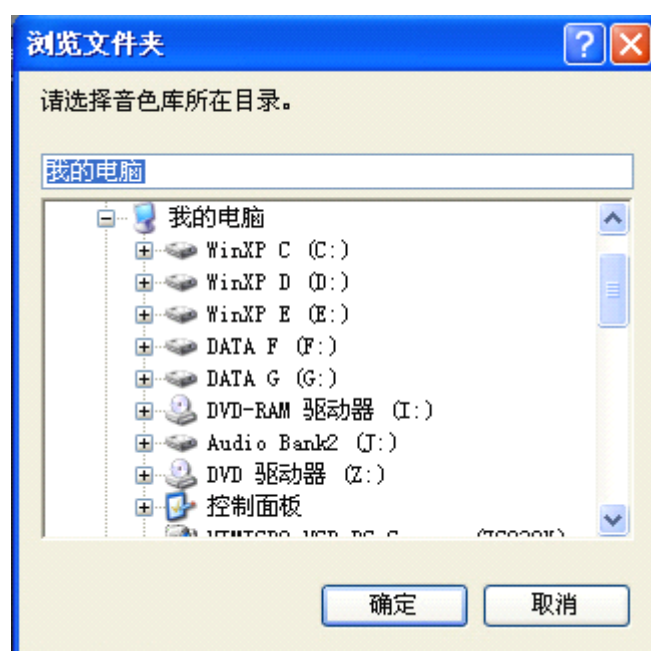 浏览文件夹
请选择音色库所在目录。
我的电脑
我的电脑
WinXP C (C:)
WinXP D (D:)
WinXP E (E:)
DATA F (F:)
DATA G (G:)
DVD-RAM 驱动器 (I:)
Audio Bank2 (J:)
DVD 驱动器 (Z:)
控制面板
确定 取消